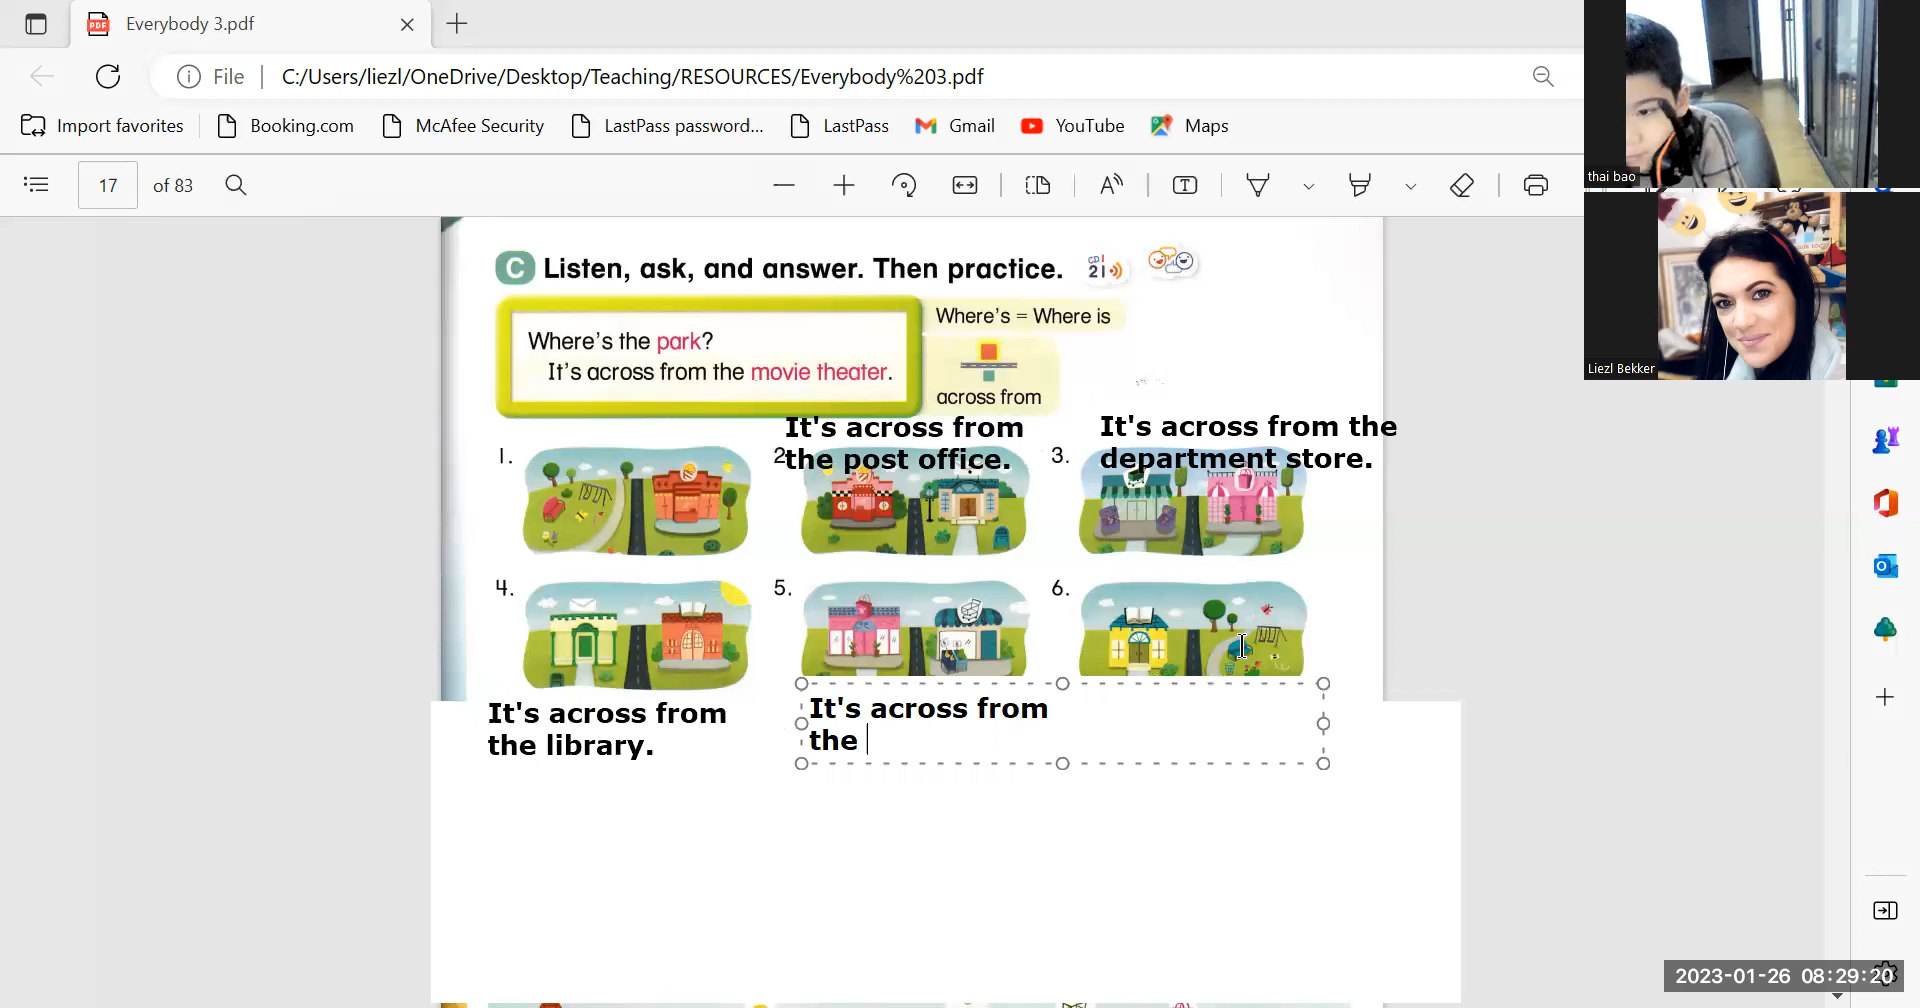 Everybody 3.pdf
File C:/Users/liezl/OneDrive/Desktop/Teaching/RESOURCES/Everybody%203.pdf
Import favorites Booking.com McAfee Security LastPass password... LastPass Gmail YouTube Maps
17 of 83
thai bao
Liezl Bekker
C Listen, ask, and answer. Then practice. CD1 21
Where's the park?
It's across from the movie theater.
Where's = Where is
across from
It's across from
the post office.
It's across from the
department store.
1. 2. 3.
4. 5. 6.
It's across from
the library.
It's across from
the
2023-01-26 08:29:20